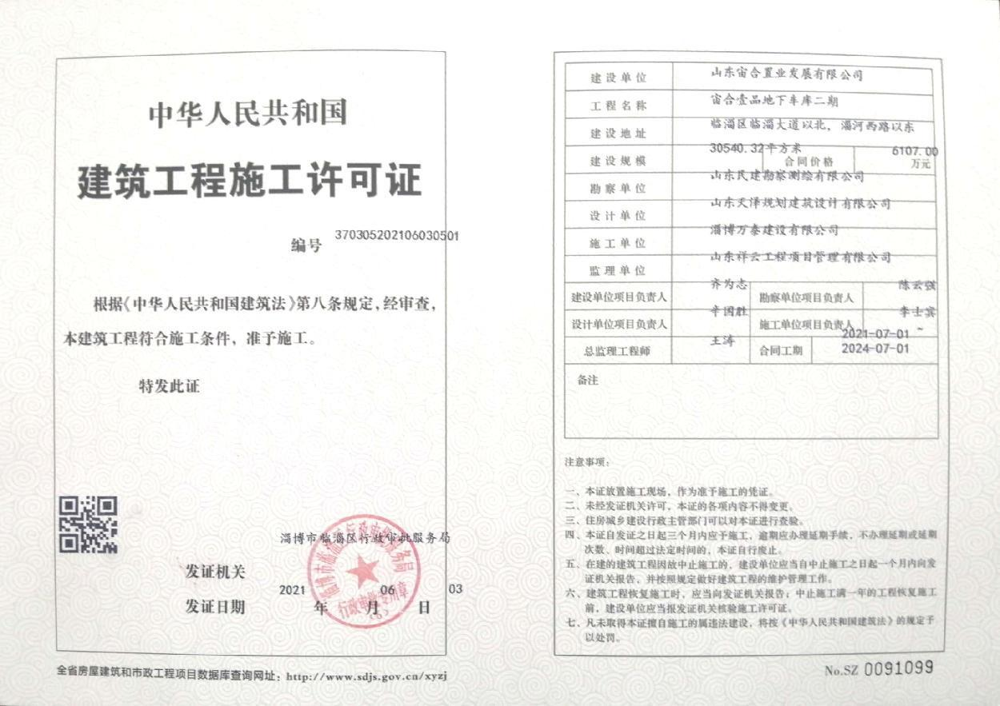 中华人民共和国
建筑工程施工许可证
编号 370305202106030501
根据《中华人民共和国建筑法》第八条规定，经审查，
本建筑工程符合施工条件，准予施工。
特发此证
淄博市临淄区行政审批服务局
发证机关
发证日期 2021 年 06 月 03 日
淄博市临淄区行政审批服务局
行政审批专用章
全省房屋建筑和市政工程项目数据库查询网址：http://www.sdjs.gov.cn/xyzj
建设单位 山东宙合置业发展有限公司
工程名称 宙合壹品地下车库二期
建设地址 临淄区临淄大道以北，淄河西路以东
建设规模 30540.32平方米 合同价格 6107.00 万元
勘察单位 山东民建勘察测绘有限公司
设计单位 山东天泽规划建筑设计有限公司
施工单位 淄博万泰建设有限公司
监理单位 山东祥云工程项目管理有限公司
建设单位项目负责人 齐为志 勘察单位项目负责人 陈云强
设计单位项目负责人 辛国胜 施工单位项目负责人 李士宾
总监理工程师 王涛 合同工期 2021-07-01 ~
2024-07-01
备注
注意事项：
一、本证放置施工现场，作为准予施工的凭证。
二、未经发证机关许可，本证的各项内容不得变更。
三、住房城乡建设行政主管部门可以对本证进行查验。
四、本证自发证之日起三个月内应予施工，逾期应办理延期手续，不办理延期或延期
次数、时间超过法定时间的，本证自行废止。
五、在建的建筑工程因故中止施工的，建设单位应当自中止施工之日起一个月内向发
证机关报告，并按照规定做好建筑工程的维护管理工作。
六、建筑工程恢复施工时，应当向发证机关报告；中止施工满一年的工程恢复施工
前，建设单位应当报发证机关核验施工许可证。
七、凡未取得本证擅自施工的属违法建设，将按《中华人民共和国建筑法》的规定予
以处罚。
No.SZ 0091099